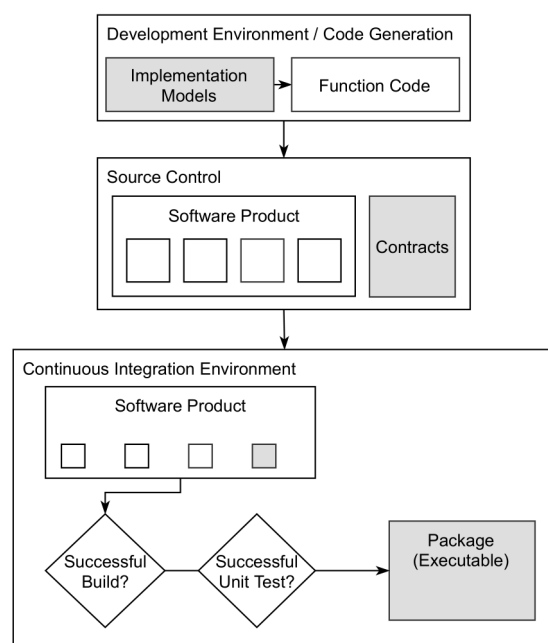 Development Environment / Code Generation
Implementation
Models
Function Code
Source Control
Software Product
Contracts
Continuous Integration Environment
Software Product
Successful
Build?
Successful
Unit Test?
Package
(Executable)